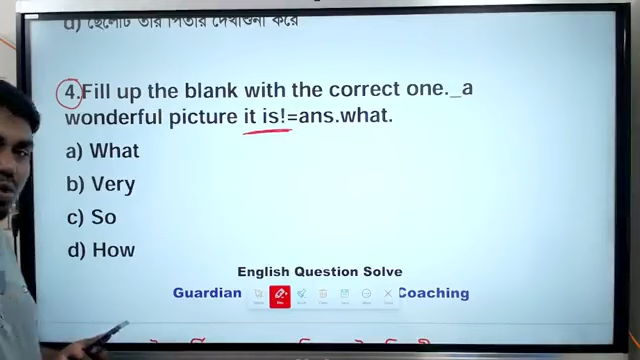 d) ছেলেটি তার পিতার দেখাশুনা করে
4.Fill up the blank with the correct one._a
wonderful picture it is!=ans.what.
a) What
b) Very
c) So
d) How
English Question Solve
Guardian Coaching